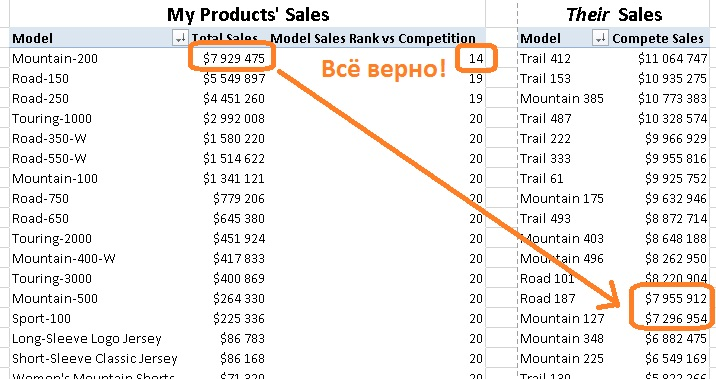 My Products' Sales Their Sales
Model Total Sales Model Sales Rank vs Competition Model Compete Sales
Mountain-200 $7 929 475 14 Trail 412 $11 064 747
Всё верно!
Road-150 $5 549 897 19 Trail 153 $10 935 275
Road-250 $4 451 260 19 Mountain 385 $10 773 383
Touring-1000 $2 992 008 20 Trail 487 $10 328 574
Road-350-W $1 580 220 20 Trail 222 $9 966 929
Road-550-W $1 514 622 20 Trail 333 $9 955 816
Mountain-100 $1 341 121 20 Trail 61 $9 925 752
Road-750 $779 206 20 Mountain 175 $9 632 946
Road-650 $645 380 20 Trail 493 $8 872 714
Touring-2000 $451 924 20 Mountain 403 $8 648 188
Mountain-400-W $417 833 20 Mountain 496 $8 262 950
Touring-3000 $400 869 20 Road 101 $8 220 904
Mountain-500 $264 330 20 Road 187 $7 955 912
Sport-100 $225 336 20 Mountain 127 $7 296 954
Long-Sleeve Logo Jersey $86 783 20 Mountain 348 $6 882 475
Short-Sleeve Classic Jersey $86 168 20 Mountain 225 $6 549 169
Women's Mountain Shorts $71 320 20 Trail 130 $5 822 266